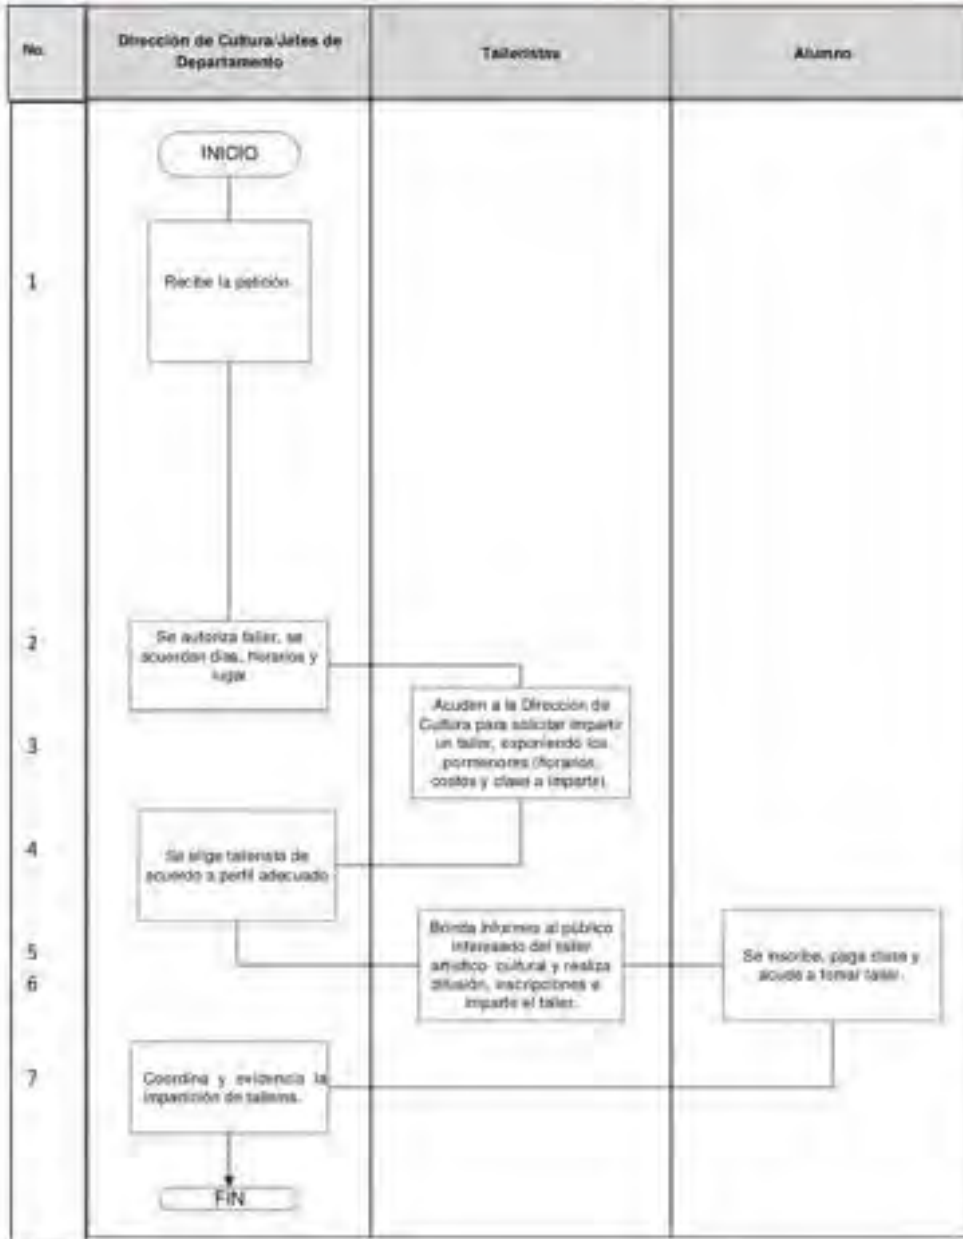 No.
Dirección de Cultura/Jefes de
Departamento
Talleristas
Alumno
INICIO
1
Recibe la petición
2
Se autoriza taller, se
acuerdan días, horarios y
lugar
3
Acuden a la Dirección de
Cultura para solicitar impartir
un taller, exponiendo los
pormenores (horarios,
costos y clase a impartir).
4
Se elige tallerista de
acuerdo a perfil adecuado
5
6
Brinda informes al público
interesado del taller
artístico cultural y realiza
difusión, inscripciones e
imparte el taller.
Se inscribe, paga clase y
acude a tomar taller.
7
Coordina y evidencia la
impartición de talleres.
FIN